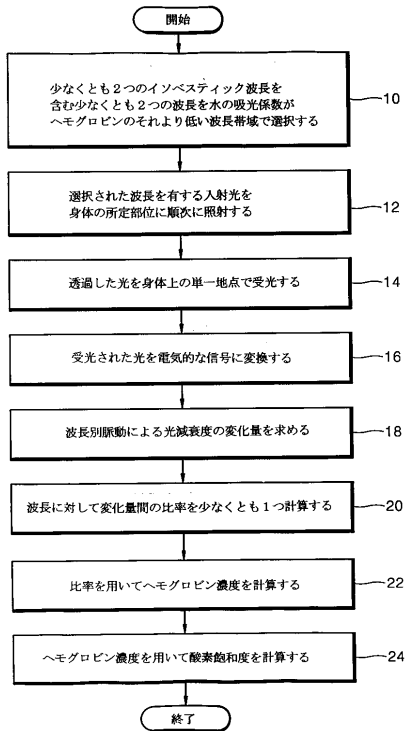 開始
少なくとも２つのイソベスティック波長を
含む少なくとも２つの波長を水の吸光係数が
ヘモグロビンのそれより低い波長帯域で選択する
10
選択された波長を有する入射光を
身体の所定部位に順次に照射する
12
透過した光を身体上の単一地点で受光する
14
受光された光を電気的な信号に変換する
16
波長別脈動による光減衰度の変化量を求める
18
波長に対して変化量間の比率を少なくとも１つ計算する
20
比率を用いてヘモグロビン濃度を計算する
22
ヘモグロビン濃度を用いて酸素飽和度を計算する
24
終了